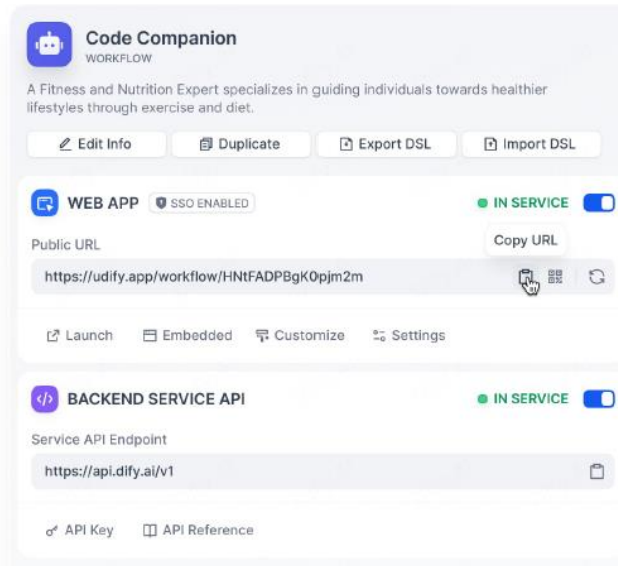 Code Companion
WORKFLOW
A Fitness and Nutrition Expert specializes in guiding individuals towards healthier
lifestyles through exercise and diet.
Edit Info Duplicate Export DSL Import DSL
WEB APP SSO ENABLED IN SERVICE
Public URL Copy URL
https://udify.app/workflow/HNtFADPBgK0pjm2m
Launch Embedded Customize Settings
BACKEND SERVICE API IN SERVICE
Service API Endpoint
https://api.dify.ai/v1
API Key API Reference